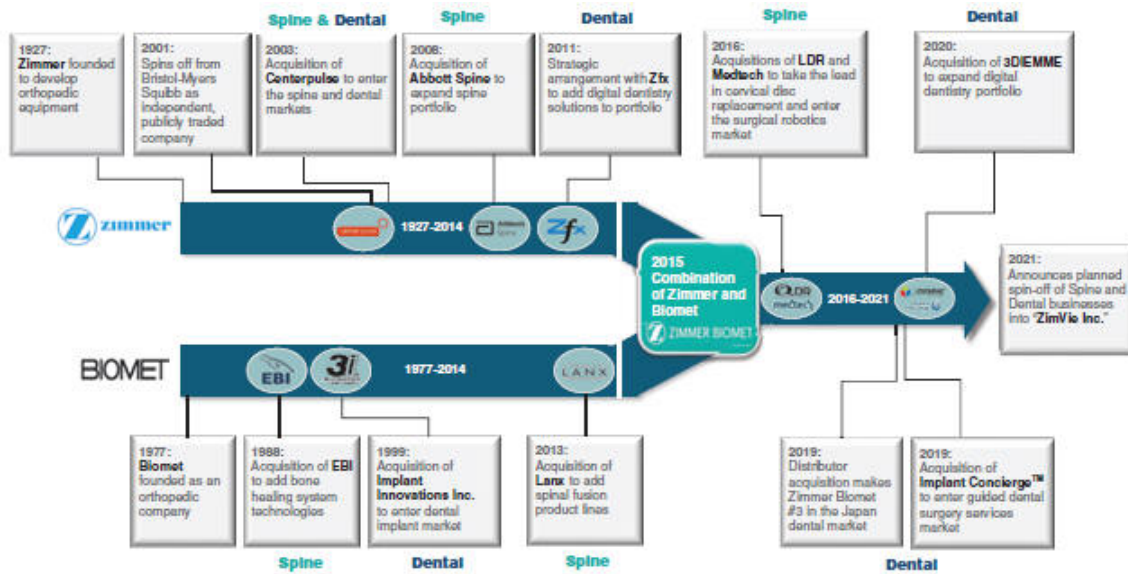 Spine & Dental
Spine
Dental
Spine
Dental
1927:
Zimmer founded
to develop
orthopedic
equipment
2001:
Spins off from
Bristol-Myers
Squibb as
independent,
publicly traded
company
2003:
Acquisition of
Centerpulse to enter
the spine and dental
markets
2008:
Acquisition of
Abbott Spine to
expand spine
portfolio
2011:
Strategic
arrangement with Zfx
to add digital dentistry
solutions to portfolio
2016:
Acquisitions of LDR and
Medtech to take the lead
in cervical disc
replacement and enter
the surgical robotics
market
2020:
Acquisition of 3DIEMME
to expand digital
dentistry portfolio
zimmer
1927-2014
Abbott
Spine
Zfx
2015
Combination
of Zimmer and
Biomet
ZIMMER BIOMET
LDR
medtech
2016-2021
2021:
Announces planned
spin-off of Spine and
Dental businesses
into "ZimVie Inc."
BIOMET
EBI
3i
1977-2014
LANX
1977:
Biomet
founded as an
orthopedic
company
1988:
Acquisition of EBI
to add bone
healing system
technologies
1999:
Acquisition of
Implant
Innovations Inc.
to enter dental
implant market
2013:
Acquisition of
Lanx to add
spinal fusion
product lines
2019:
Distributor
acquisition makes
Zimmer Biomet
#3 in the Japan
dental market
2019:
Acquisition of
Implant Concierge™
to enter guided dental
surgery services
market
Spine
Dental
Spine
Dental